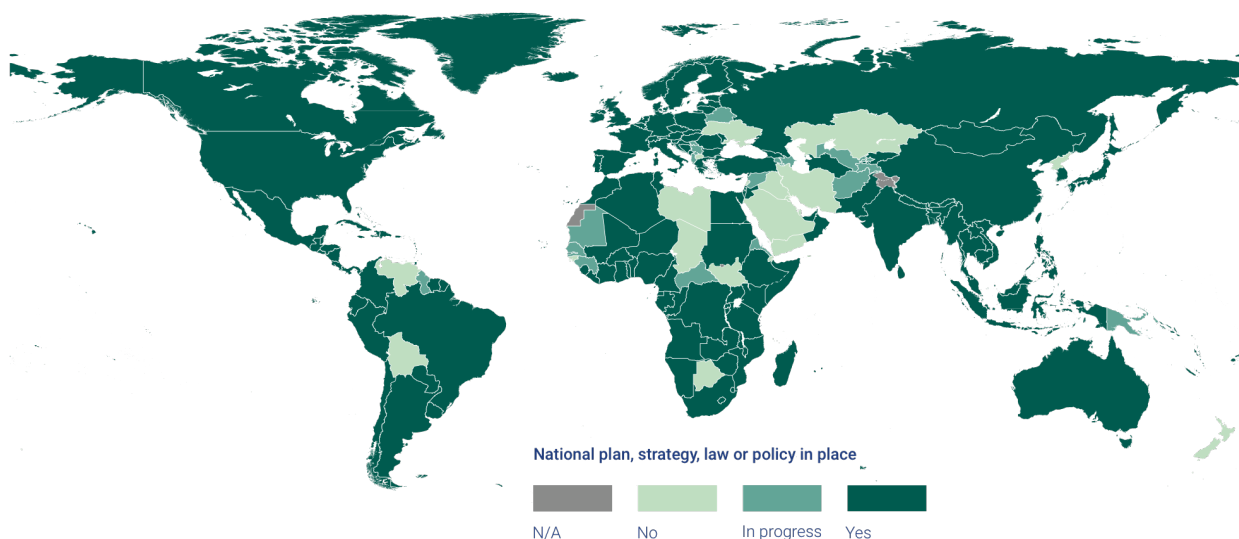 National plan, strategy, law or policy in place
N/A No In progress Yes